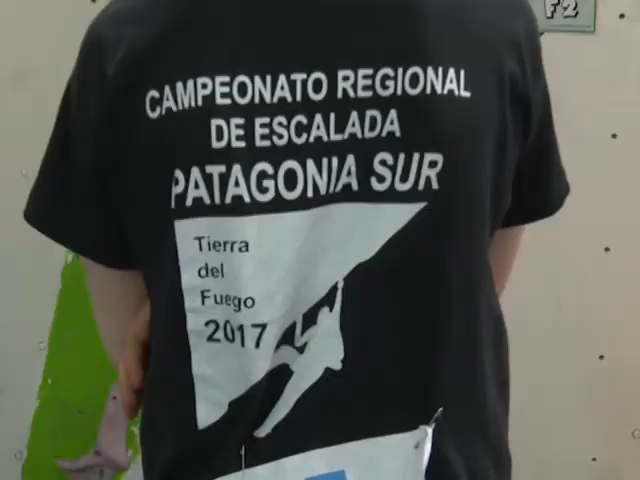 F2
CAMPEONATO REGIONAL
DE ESCALADA
PATAGONIA SUR
Tierra
del
Fuego
2017